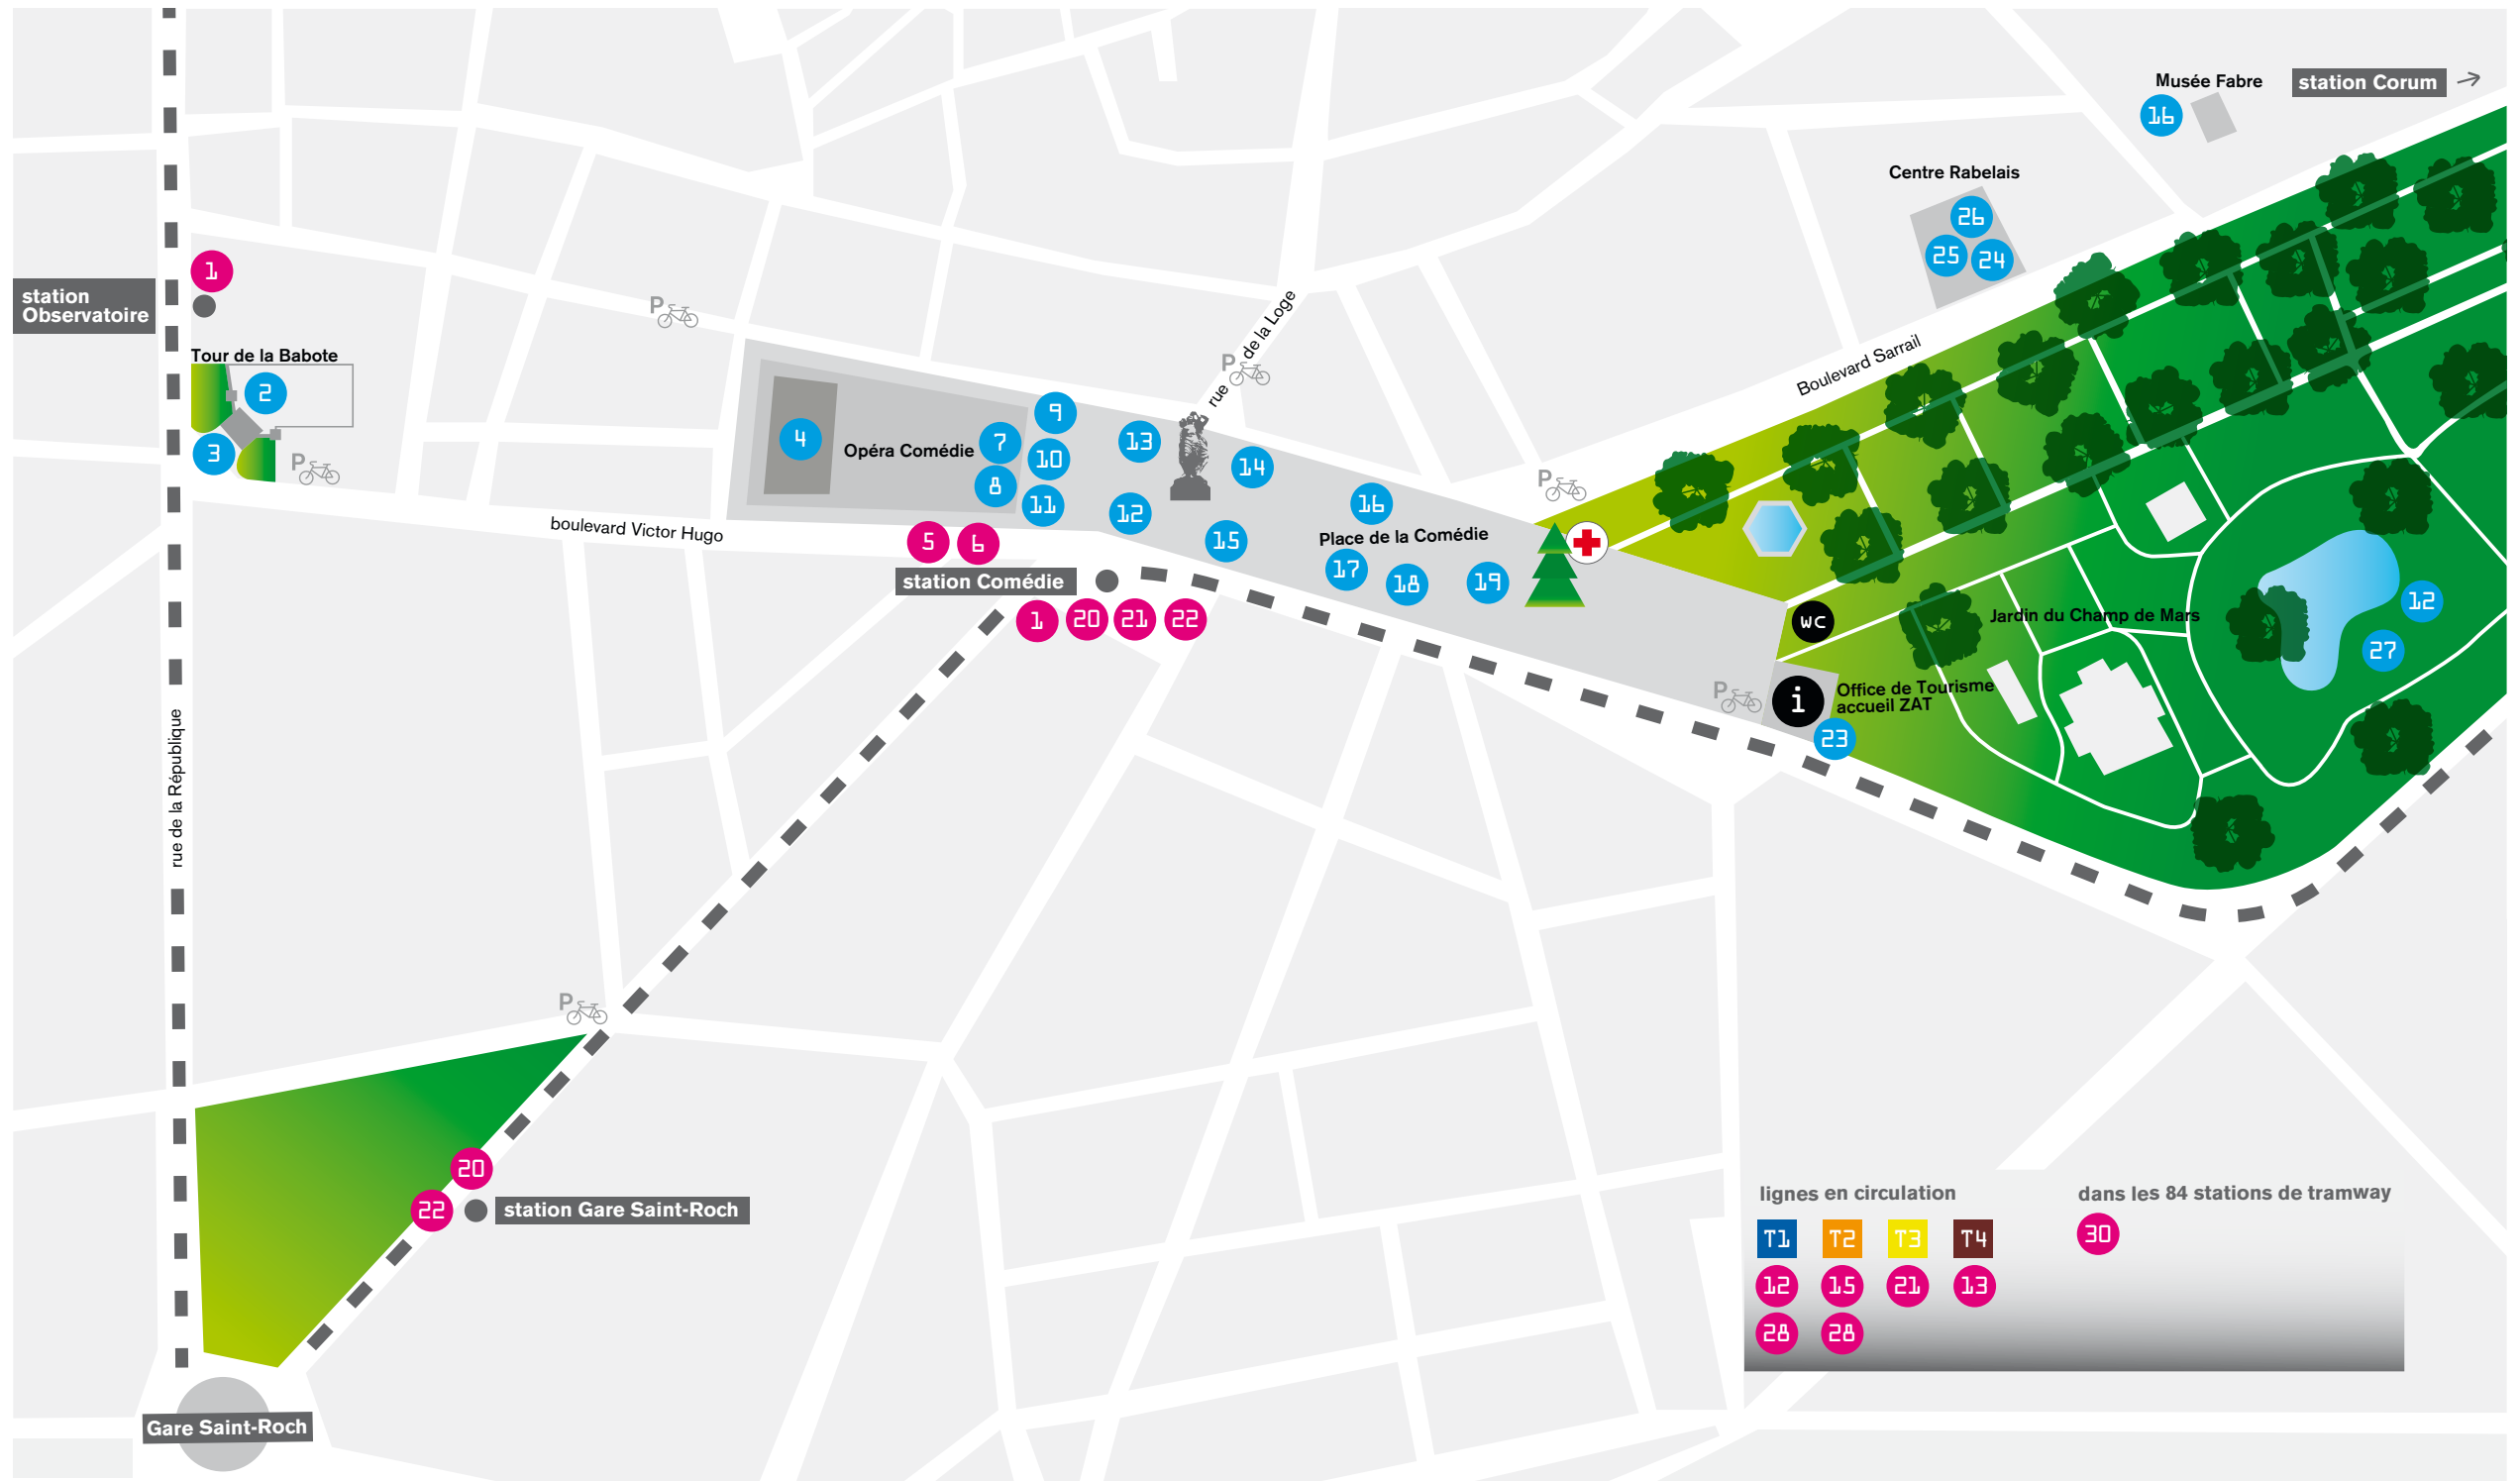 Musée Fabre
station Corum
16
Centre Rabelais
26
25
24
1
station
Observatoire
Tour de la Babote
2
3
P
P
rue de la Loge
P
Boulevard Sarrail
4
Opéra Comédie
7
8
9
10
11
13
12
14
15
16
Place de la Comédie
17
18
19
P
boulevard Victor Hugo
5
6
station Comédie
1
20
21
22
WC
Jardin du Champ de Mars
12
27
P
i
Office de Tourisme
accueil ZAT
23
rue de la République
P
20
22
station Gare Saint-Roch
Gare Saint-Roch
lignes en circulation
T1
T2
T3
T4
12
15
21
13
28
28
dans les 84 stations de tramway
30